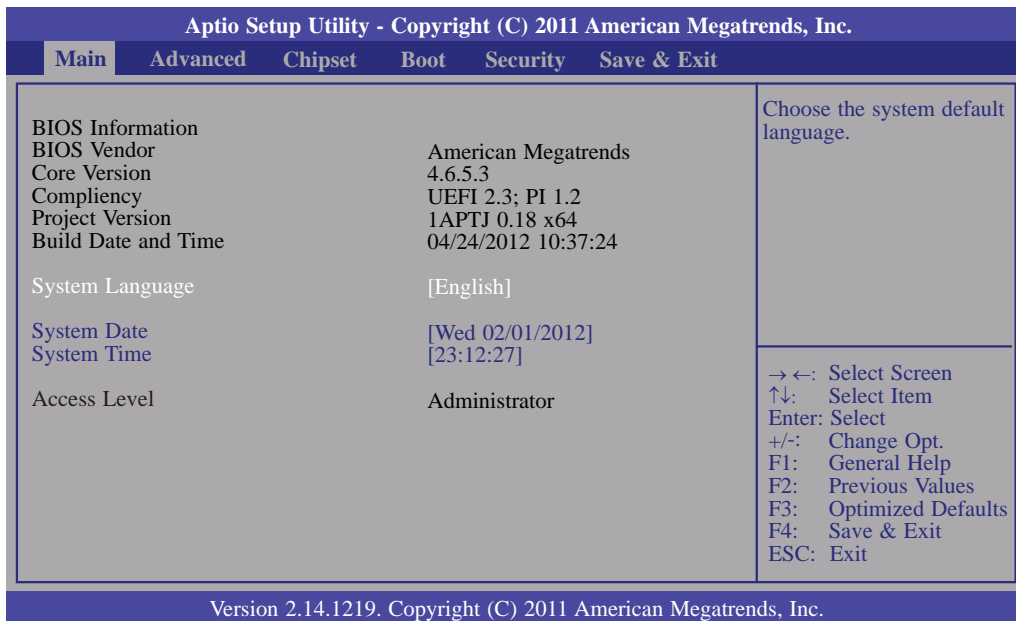 Aptio Setup Utility - Copyright (C) 2011 American Megatrends, Inc.
Main Advanced Chipset Boot Security Save & Exit
BIOS Information
BIOS Vendor American Megatrends
Core Version 4.6.5.3
Compliency UEFI 2.3; PI 1.2
Project Version 1APTJ 0.18 x64
Build Date and Time 04/24/2012 10:37:24
System Language [English]
System Date [Wed 02/01/2012]
System Time [23:12:27]
Access Level Administrator
Choose the system default
language.
→ ←: Select Screen
↑↓: Select Item
Enter: Select
+/-: Change Opt.
F1: General Help
F2: Previous Values
F3: Optimized Defaults
F4: Save & Exit
ESC: Exit
Version 2.14.1219. Copyright (C) 2011 American Megatrends, Inc.